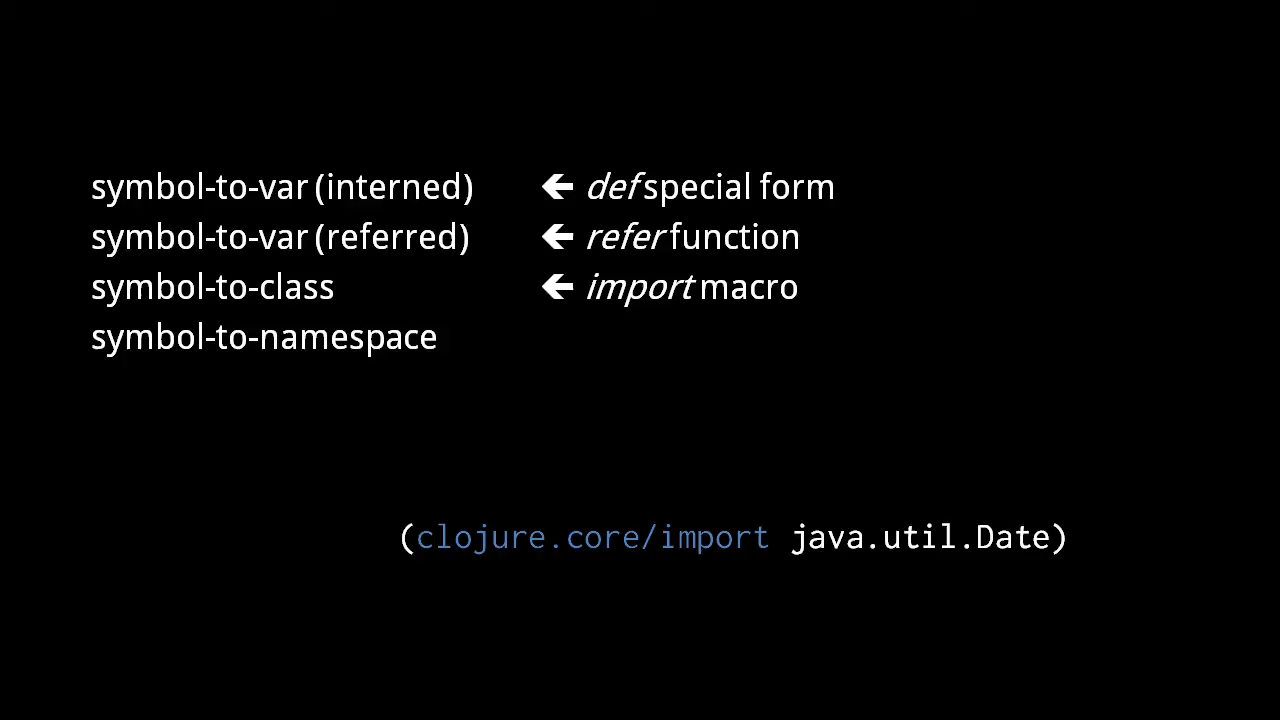 symbol-to-var (interned) 🡸 def special form
symbol-to-var (referred) 🡸 refer function
symbol-to-class 🡸 import macro
symbol-to-namespace
(clojure.core/import java.util.Date)